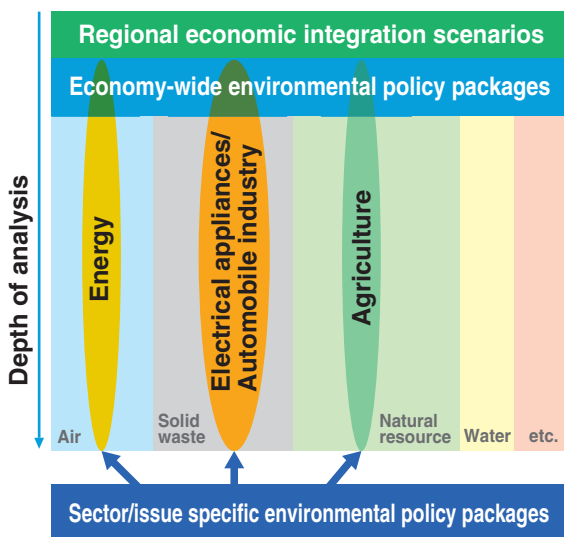 Regional economic integration scenarios
Economy-wide environmental policy packages
Depth of analysis
Energy
Electrical appliances/
Automobile industry
Agriculture
Air
Solid
waste
Natural
resource
Water
etc.
Sector/issue specific environmental policy packages